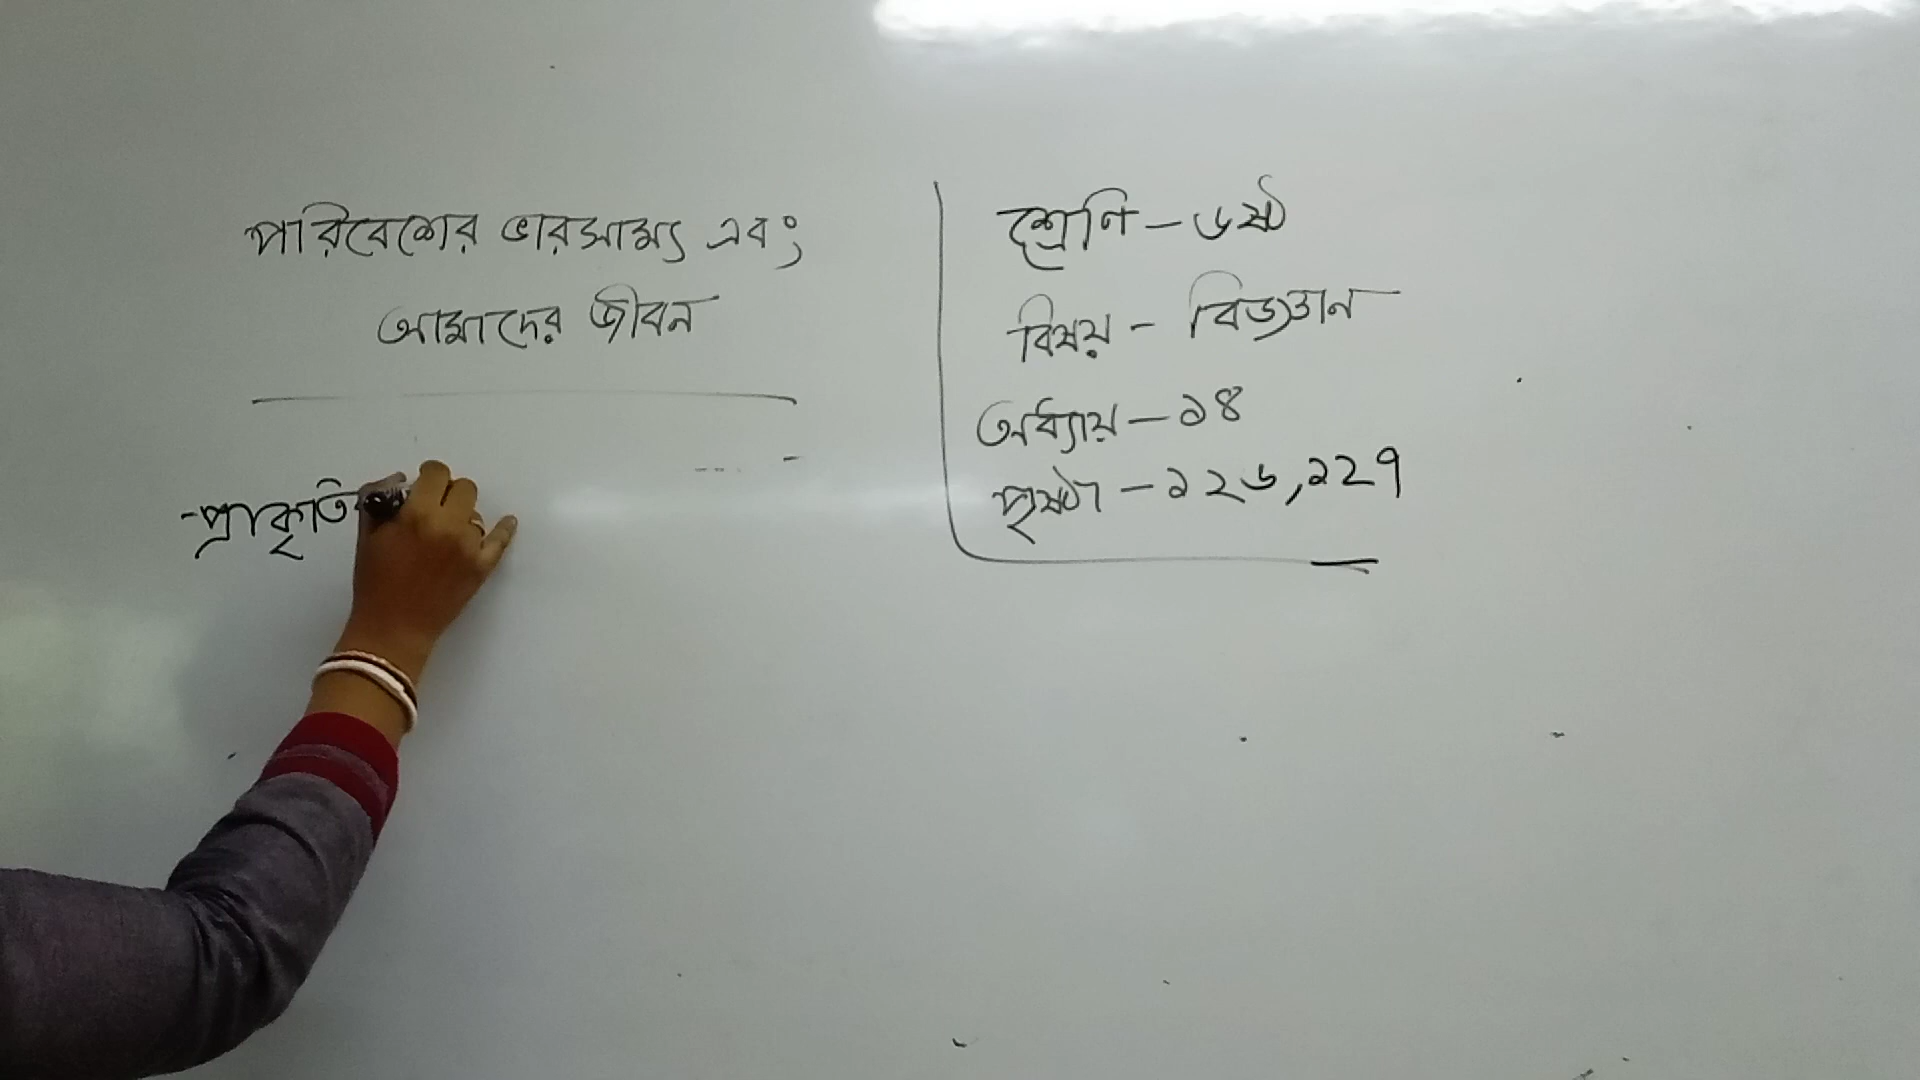 পরিবেশের ভারসাম্য এবং
আমাদের জীবন
-প্রাকৃতি
শ্রেণি - ৬ষ্ঠ
বিষয় - বিজ্ঞান
অধ্যায় - ১৪
পৃষ্ঠা - ১২৬, ১২৭